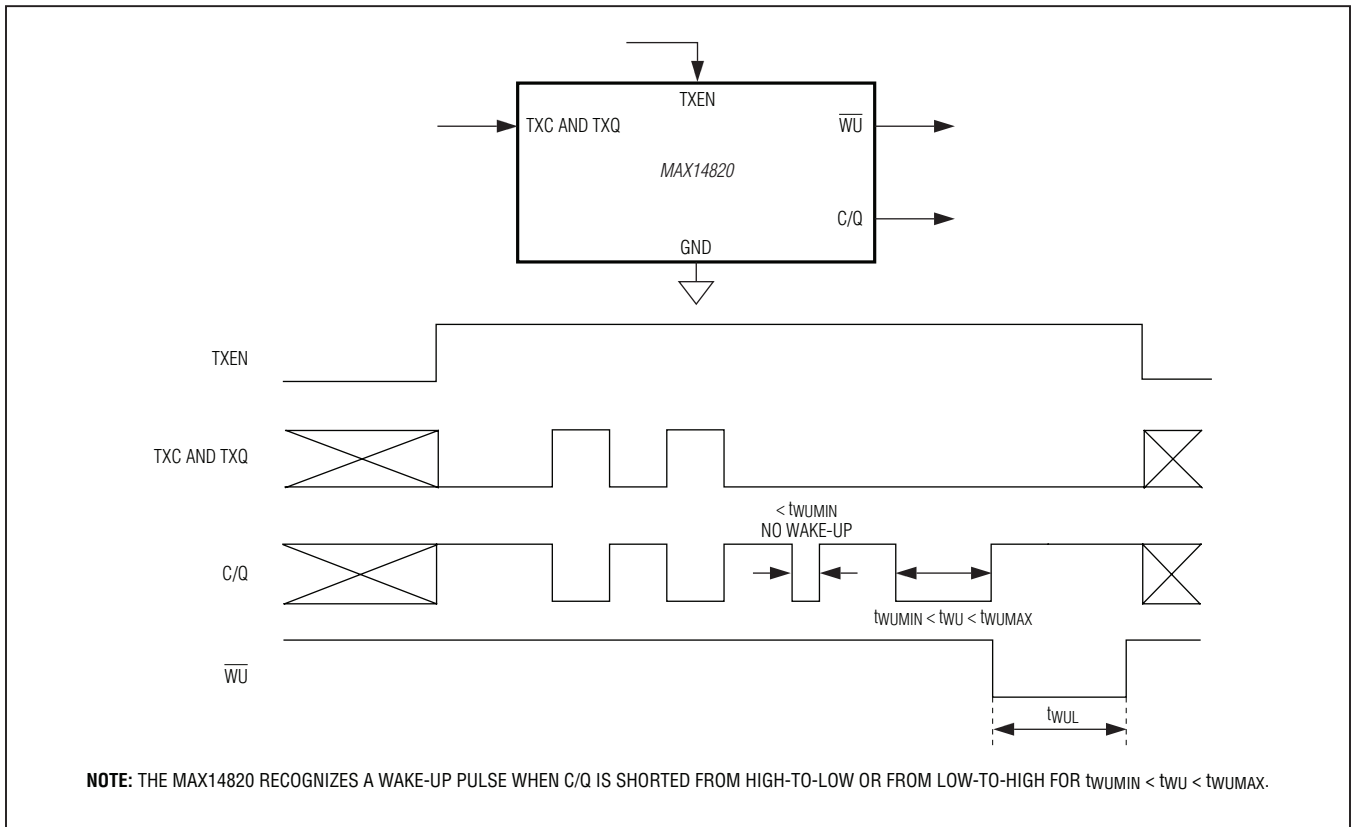 TXEN
TXC AND TXQ
W̅U̅
MAX14820
C/Q
GND
TXEN
TXC AND TXQ
< tWUMIN
NO WAKE-UP
C/Q
tWUMIN < tWU < tWUMAX
W̅U̅
tWUL
NOTE: THE MAX14820 RECOGNIZES A WAKE-UP PULSE WHEN C/Q IS SHORTED FROM HIGH-TO-LOW OR FROM LOW-TO-HIGH FOR tWUMIN < tWU < tWUMAX.